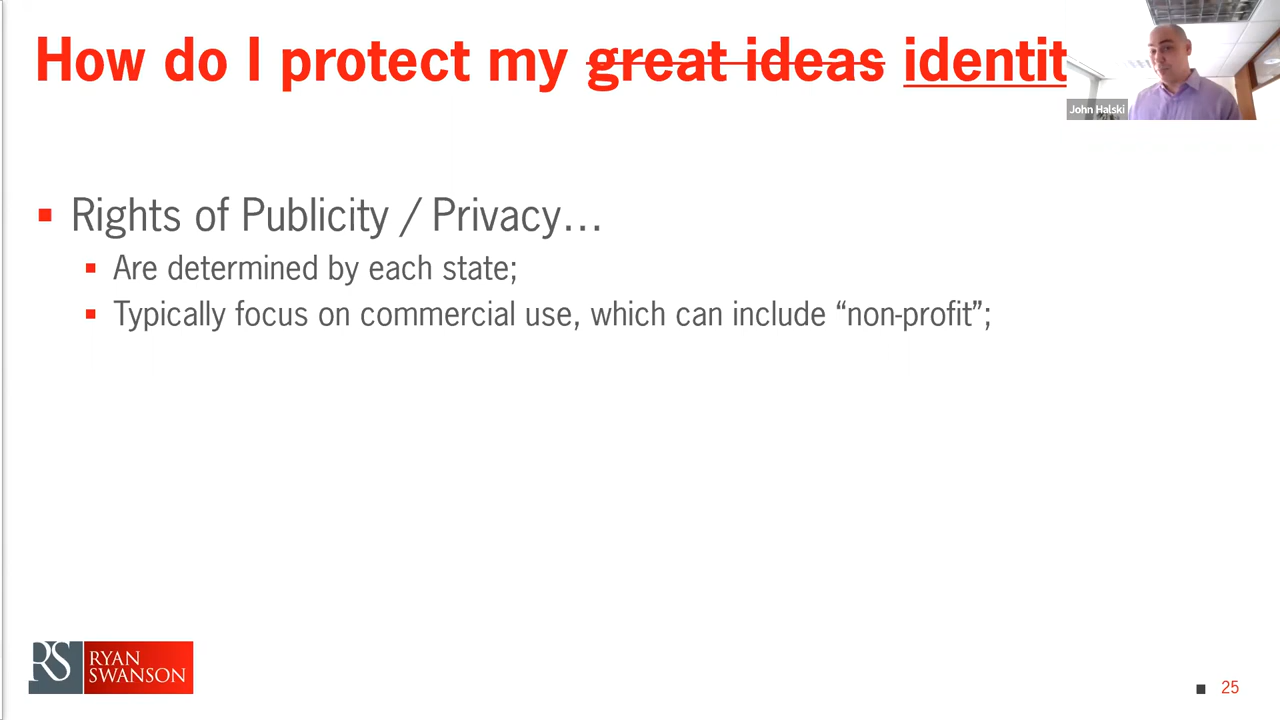 How do I protect my great ideas identit
John Halski
Rights of Publicity / Privacy…
Are determined by each state;
Typically focus on commercial use, which can include “non-profit”;
RS RYAN
SWANSON
25